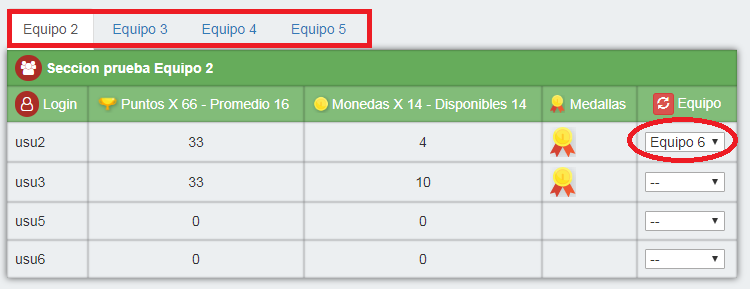 Equipo 2 Equipo 3 Equipo 4 Equipo 5
Seccion prueba Equipo 2
Login Puntos X 66 - Promedio 16 Monedas X 14 - Disponibles 14 Medallas Equipo
usu2 33 4 Equipo 6
usu3 33 10 --
usu5 0 0 --
usu6 0 0 --